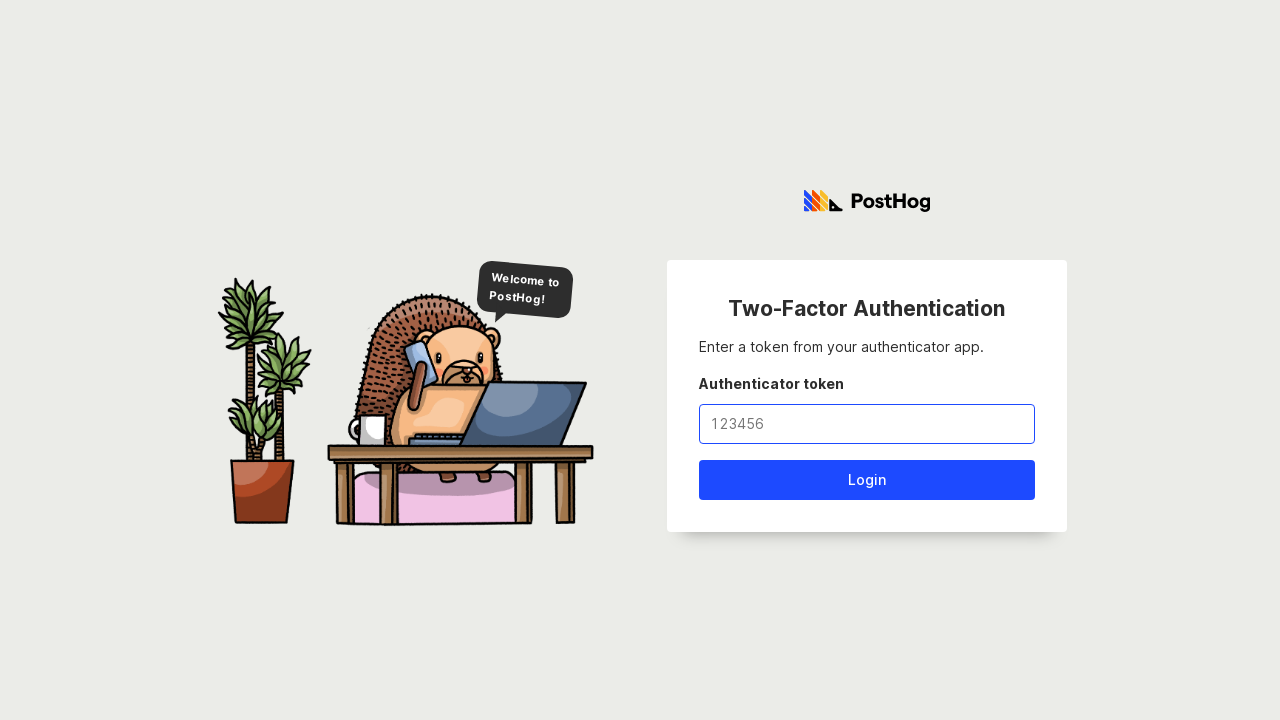 PostHog
Welcome to
PostHog!
Two-Factor Authentication
Enter a token from your authenticator app.
Authenticator token
123456
Login